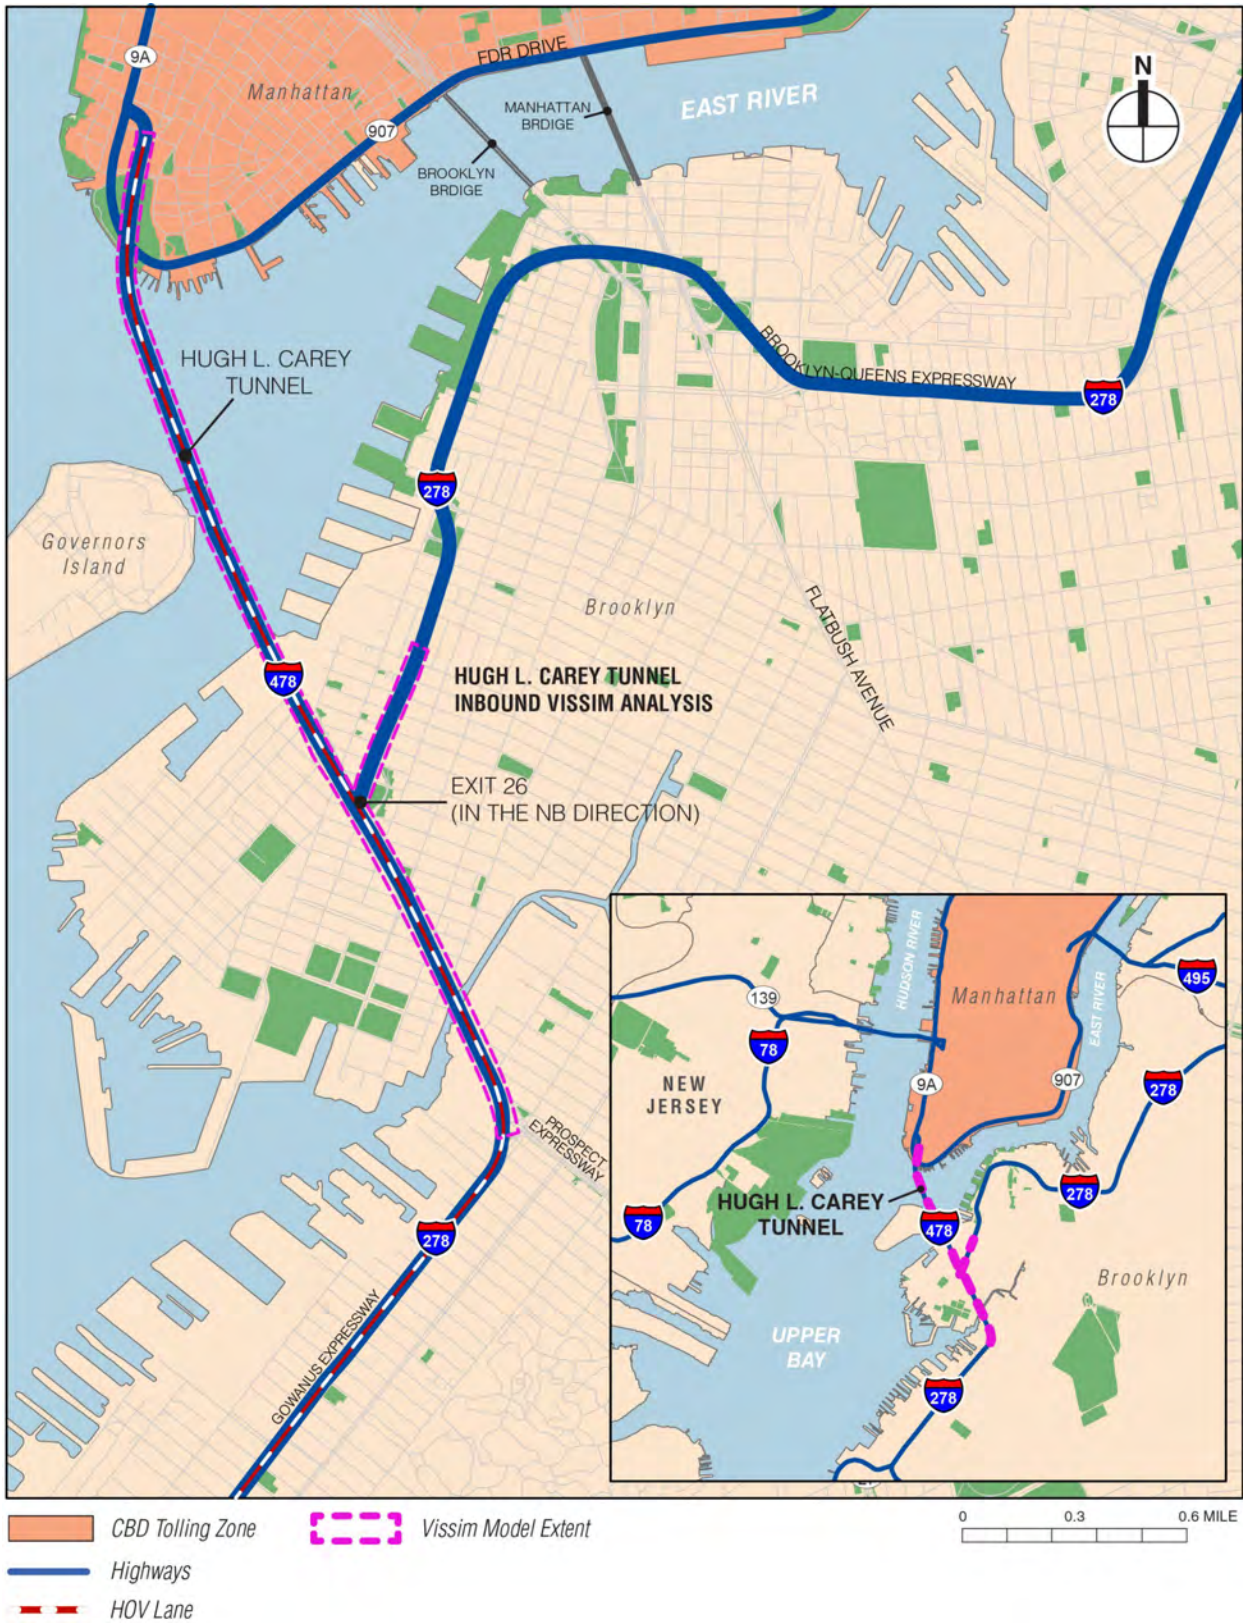 9A
FDR DRIVE
Manhattan
MANHATTAN
BRDIGE
EAST RIVER
N
907
BROOKLYN
BRDIGE
HUGH L. CAREY
TUNNEL
BROOKLYN-QUEENS EXPRESSWAY
278
278
Governors
Island
Brooklyn
FLATBUSH AVENUE
478
HUGH L. CAREY TUNNEL
INBOUND VISSIM ANALYSIS
EXIT 26
(IN THE NB DIRECTION)
PROSPECT
EXPRESSWAY
278
GOWANUS EXPRESSWAY
HUDSON RIVER
495
139
Manhattan
EAST RIVER
78
NEW
JERSEY
9A
907
278
HUGH L. CAREY
TUNNEL
278
78
478
Brooklyn
UPPER
BAY
278
CBD Tolling Zone
Vissim Model Extent
0 0.3 0.6 MILE
Highways
HOV Lane